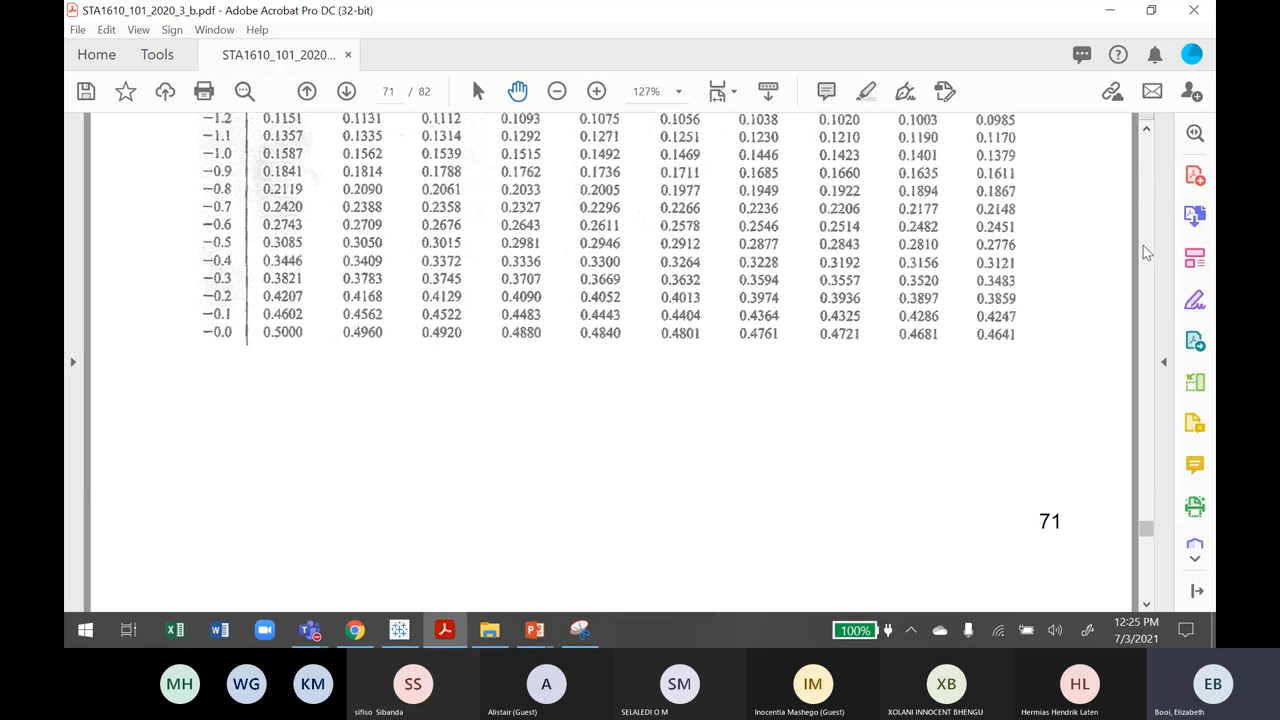 STA1610_101_2020_3_b.pdf - Adobe Acrobat Pro DC (32-bit)
File Edit View Sign Window Help
Home Tools STA1610_101_2020... ×
71 / 82 127%
−1.2 0.1151 0.1131 0.1112 0.1093 0.1075 0.1056 0.1038 0.1020 0.1003 0.0985
−1.1 0.1357 0.1335 0.1314 0.1292 0.1271 0.1251 0.1230 0.1210 0.1190 0.1170
−1.0 0.1587 0.1562 0.1539 0.1515 0.1492 0.1469 0.1446 0.1423 0.1401 0.1379
−0.9 0.1841 0.1814 0.1788 0.1762 0.1736 0.1711 0.1685 0.1660 0.1635 0.1611
−0.8 0.2119 0.2090 0.2061 0.2033 0.2005 0.1977 0.1949 0.1922 0.1894 0.1867
−0.7 0.2420 0.2388 0.2358 0.2327 0.2296 0.2266 0.2236 0.2206 0.2177 0.2148
−0.6 0.2743 0.2709 0.2676 0.2643 0.2611 0.2578 0.2546 0.2514 0.2482 0.2451
−0.5 0.3085 0.3050 0.3015 0.2981 0.2946 0.2912 0.2877 0.2843 0.2810 0.2776
−0.4 0.3446 0.3409 0.3372 0.3336 0.3300 0.3264 0.3228 0.3192 0.3156 0.3121
−0.3 0.3821 0.3783 0.3745 0.3707 0.3669 0.3632 0.3594 0.3557 0.3520 0.3483
−0.2 0.4207 0.4168 0.4129 0.4090 0.4052 0.4013 0.3974 0.3936 0.3897 0.3859
−0.1 0.4602 0.4562 0.4522 0.4483 0.4443 0.4404 0.4364 0.4325 0.4286 0.4247
−0.0 0.5000 0.4960 0.4920 0.4880 0.4840 0.4801 0.4761 0.4721 0.4681 0.4641
71
100% 12:25 PM
7/3/2021
MH WG KM SS A SM IM XB HL EB
sifiso Sibanda Alistair (Guest) SELALEDI O M Inocentia Mashego (Guest) XOLANI INNOCENT BHENGU Hermias Hendrik Laten Booi, Elizabeth